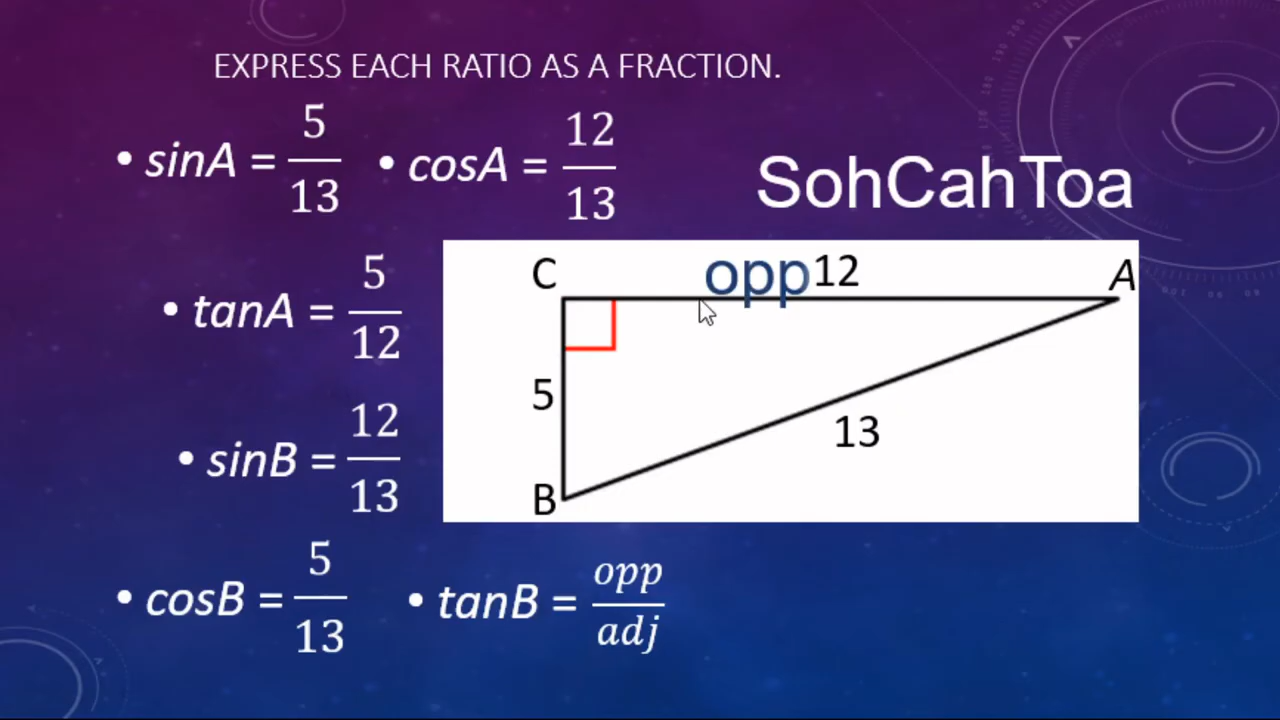 EXPRESS EACH RATIO AS A FRACTION.
• sinA = 5/13 • cosA = 12/13
SohCahToa
• tanA = 5/12
C opp 12 A
5
13
B
• sinB = 12/13
• cosB = 5/13 • tanB = opp/adj